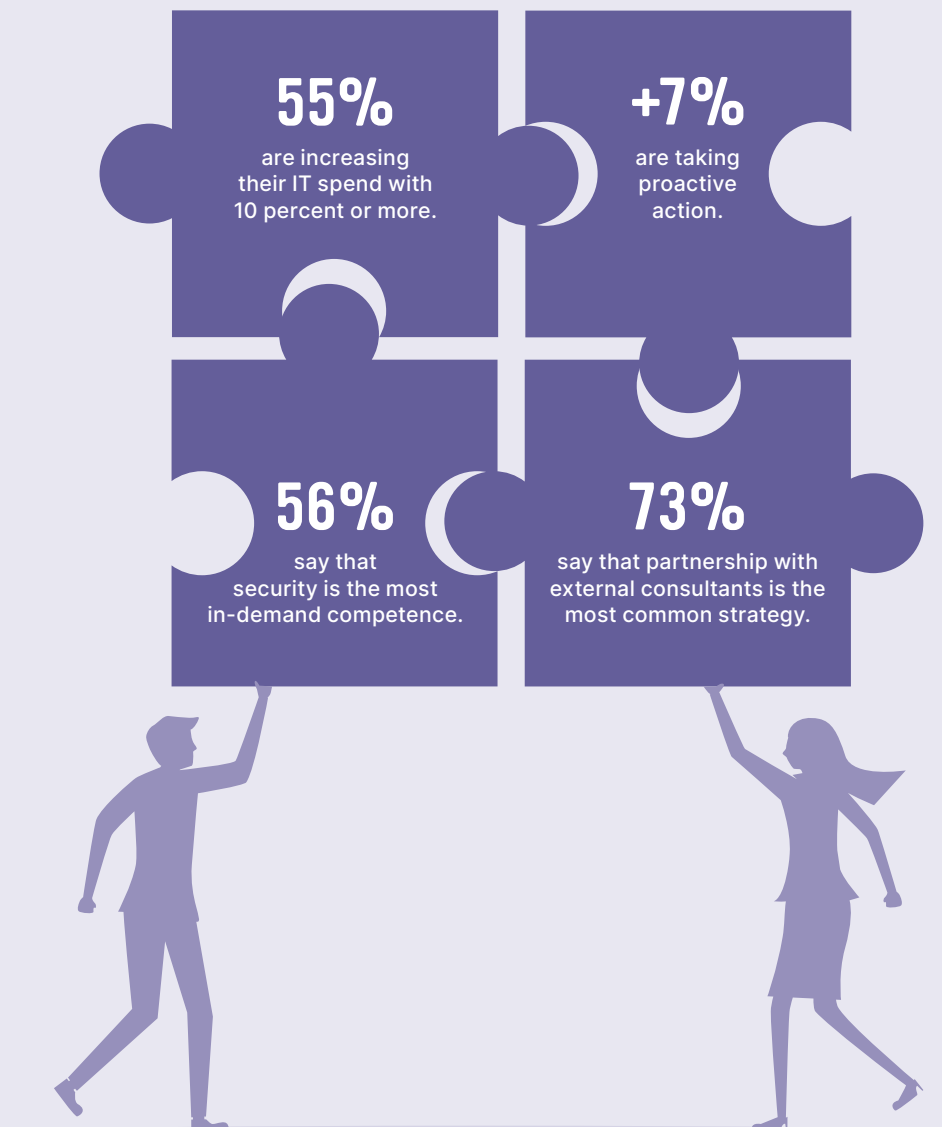 55%
are increasing
their IT spend with
10 percent or more.
+7%
are taking
proactive
action.
56%
say that
security is the most
in-demand competence.
73%
say that partnership with
external consultants is the
most common strategy.